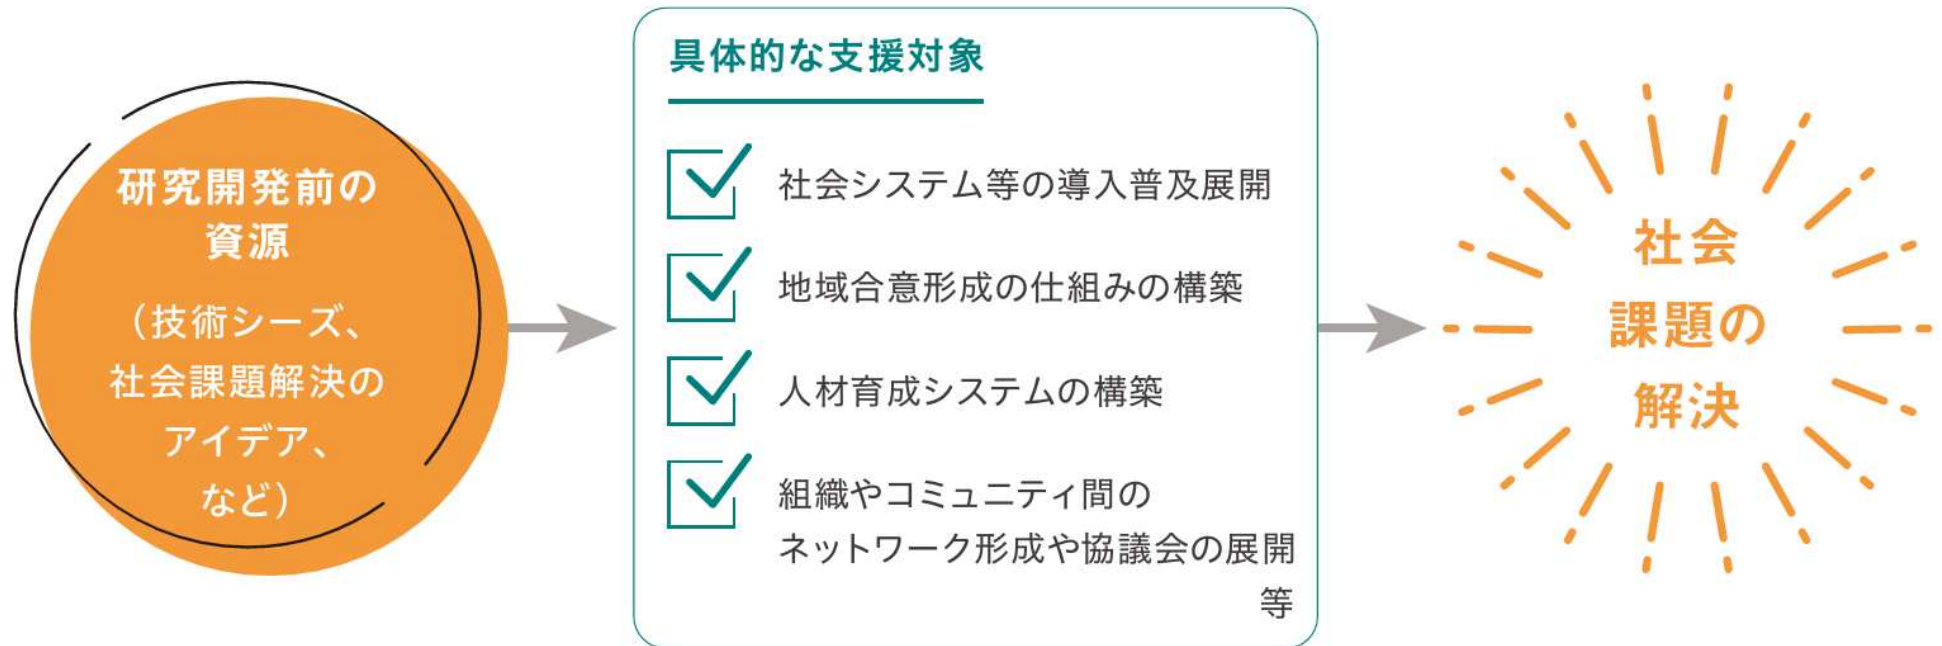 研究開発前の
資源
（技術シーズ、
社会課題解決の
アイデア、
など）
具体的な支援対象
社会システム等の導入普及展開
地域合意形成の仕組みの構築
人材育成システムの構築
組織やコミュニティ間の
ネットワーク形成や協議会の展開
等
社会
課題の
解決